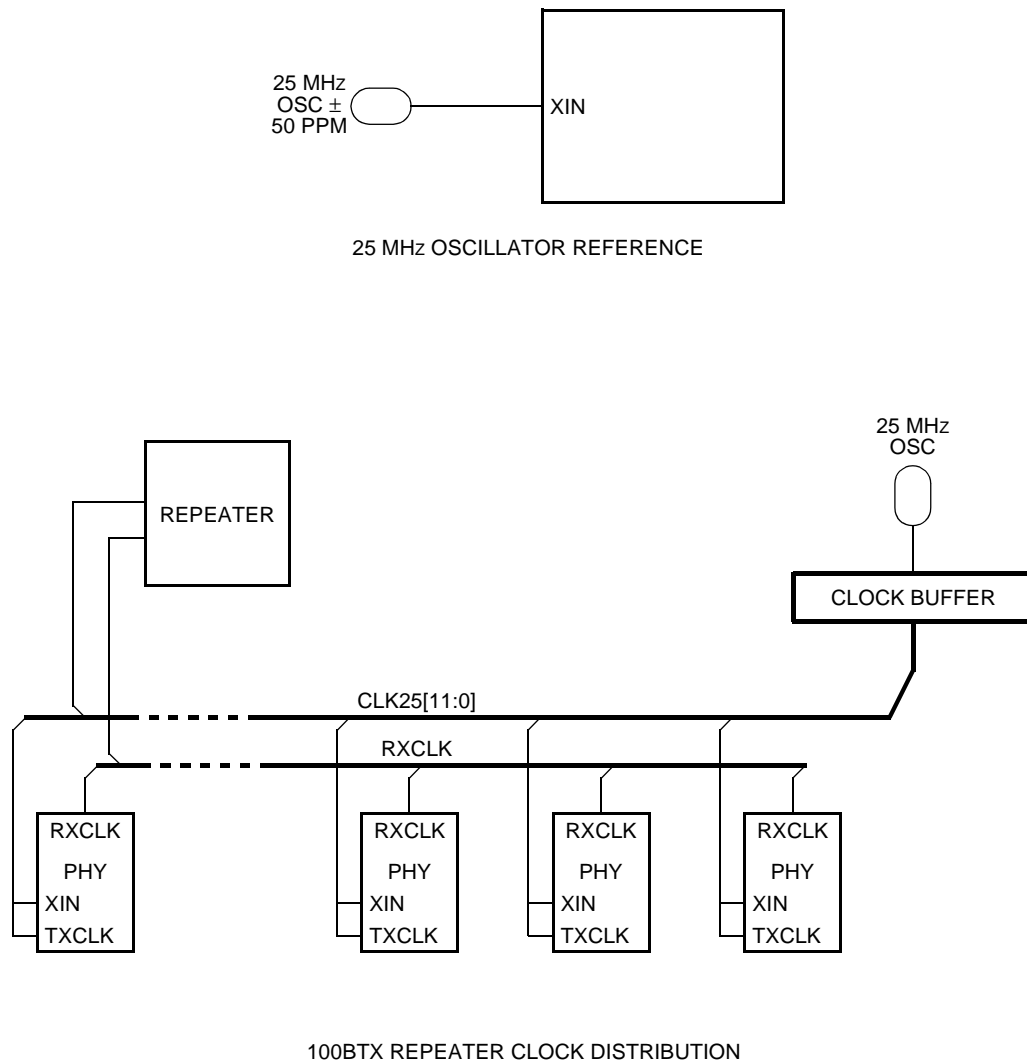 25 MHz
OSC ±
50 PPM
XIN
25 MHz OSCILLATOR REFERENCE
25 MHz
OSC
REPEATER
CLOCK BUFFER
CLK25[11:0]
RXCLK
RXCLK
PHY
XIN
TXCLK
RXCLK
PHY
XIN
TXCLK
RXCLK
PHY
XIN
TXCLK
RXCLK
PHY
XIN
TXCLK
100BTX REPEATER CLOCK DISTRIBUTION